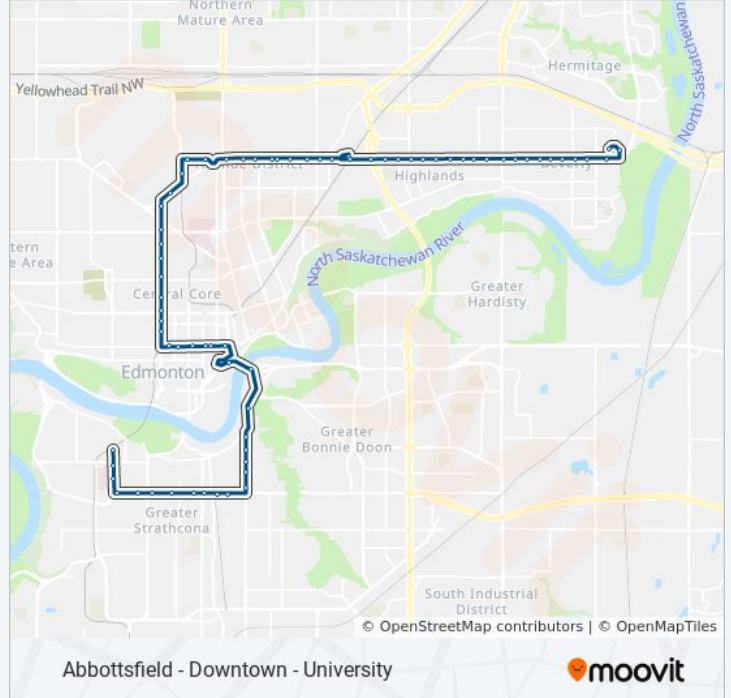 Northern
Mature Area
Hermitage
Yellowhead Trail NW
North Saskatchewan
District
Highlands
Beverly
North Saskatchewan River
Greater
Hardisty
Central Core
Edmonton
Greater
Bonnie Doon
Greater
Strathcona
South Industrial
District
© OpenStreetMap contributors | © OpenMapTiles
Abbottsfield - Downtown - University
moovit